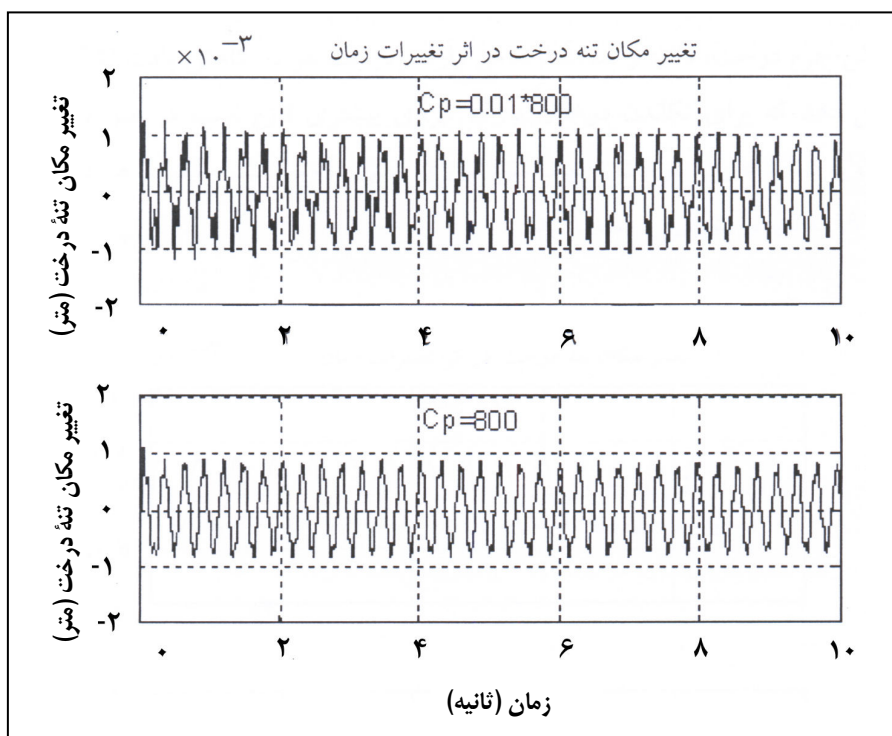 تغییر مکان تنه درخت در اثر تغییرات زمان
×۱۰^−۳
Cp=0.01*800
تغییر مکان تنهٔ درخت (متر)
۲
۱
۰
-۱
-۲
۰ ۲ ۴ ۶ ۸ ۱۰
Cp=800
تغییر مکان تنهٔ درخت (متر)
۲
۱
۰
-۱
-۲
۰ ۲ ۴ ۶ ۸ ۱۰
زمان (ثانیه)